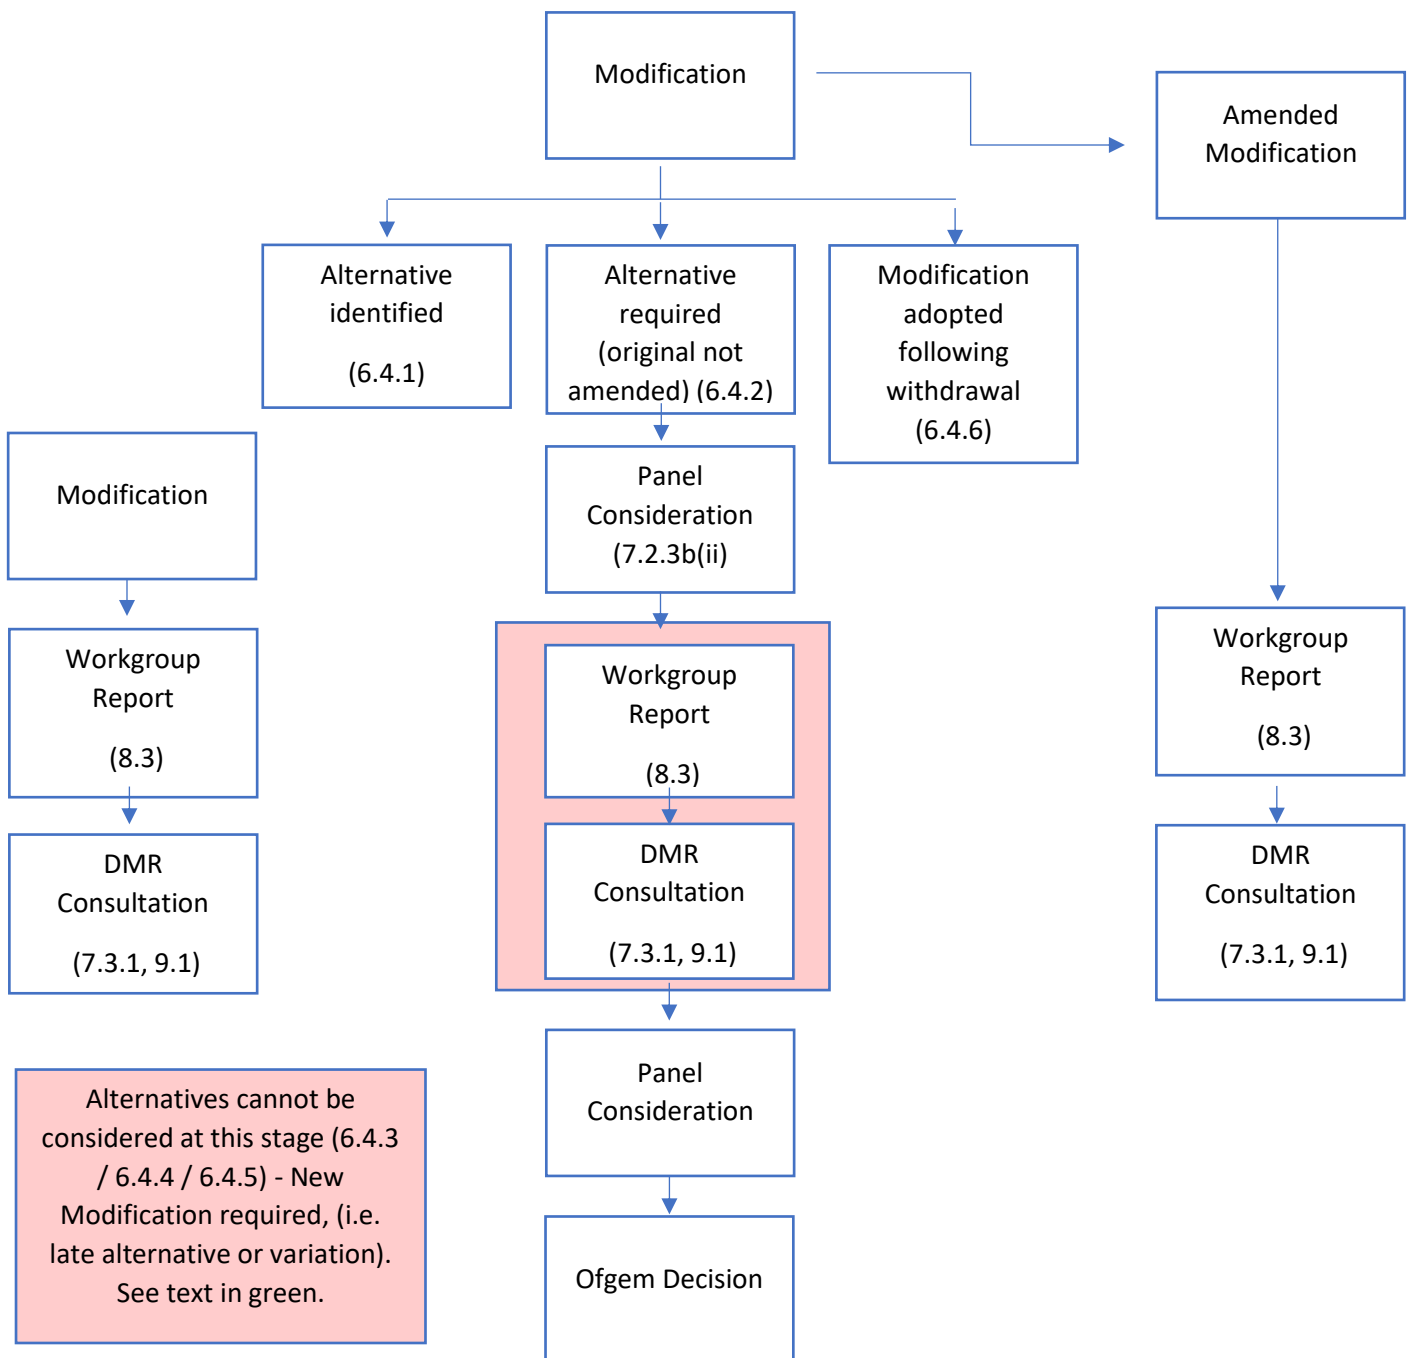 Modification
Amended
Modification
Alternative
identified
(6.4.1)
Alternative
required
(original not
amended) (6.4.2)
Modification
adopted
following
withdrawal
(6.4.6)
Modification
Panel
Consideration
(7.2.3b(ii)
Workgroup
Report
(8.3)
Workgroup
Report
(8.3)
Workgroup
Report
(8.3)
DMR
Consultation
(7.3.1, 9.1)
DMR
Consultation
(7.3.1, 9.1)
DMR
Consultation
(7.3.1, 9.1)
Panel
Consideration
Alternatives cannot be
considered at this stage (6.4.3
/ 6.4.4 / 6.4.5) - New
Modification required, (i.e.
late alternative or variation).
See text in green.
Ofgem Decision